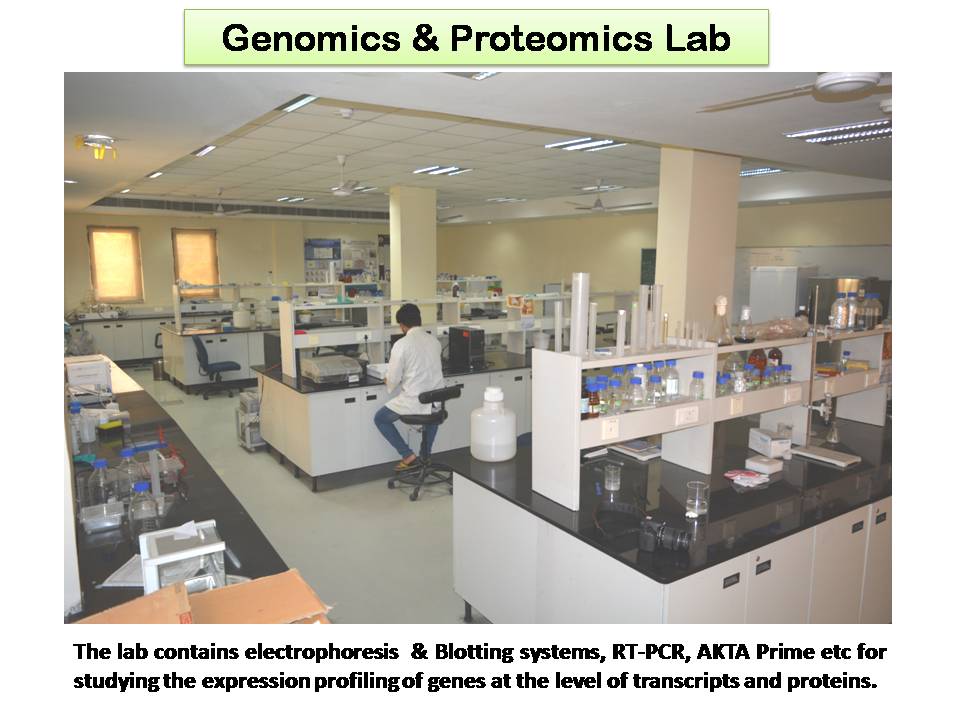 Genomics & Proteomics Lab
The lab contains electrophoresis & Blotting systems, RT-PCR, AKTA Prime etc for
studying the expression profiling of genes at the level of transcripts and proteins.